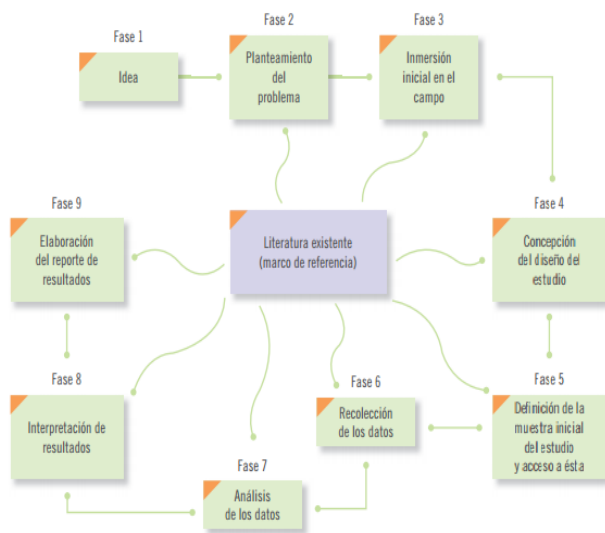 Fase 1
Idea
Fase 2
Planteamiento
del
problema
Fase 3
Inmersión
inicial en el
campo
Fase 4
Concepción
del diseño del
estudio
Fase 5
Definición de la
muestra inicial
del estudio
y acceso a ésta
Fase 6
Recolección
de los datos
Fase 7
Análisis
de los datos
Fase 8
Interpretación de
resultados
Fase 9
Elaboración
del reporte de
resultados
Literatura existente
(marco de referencia)